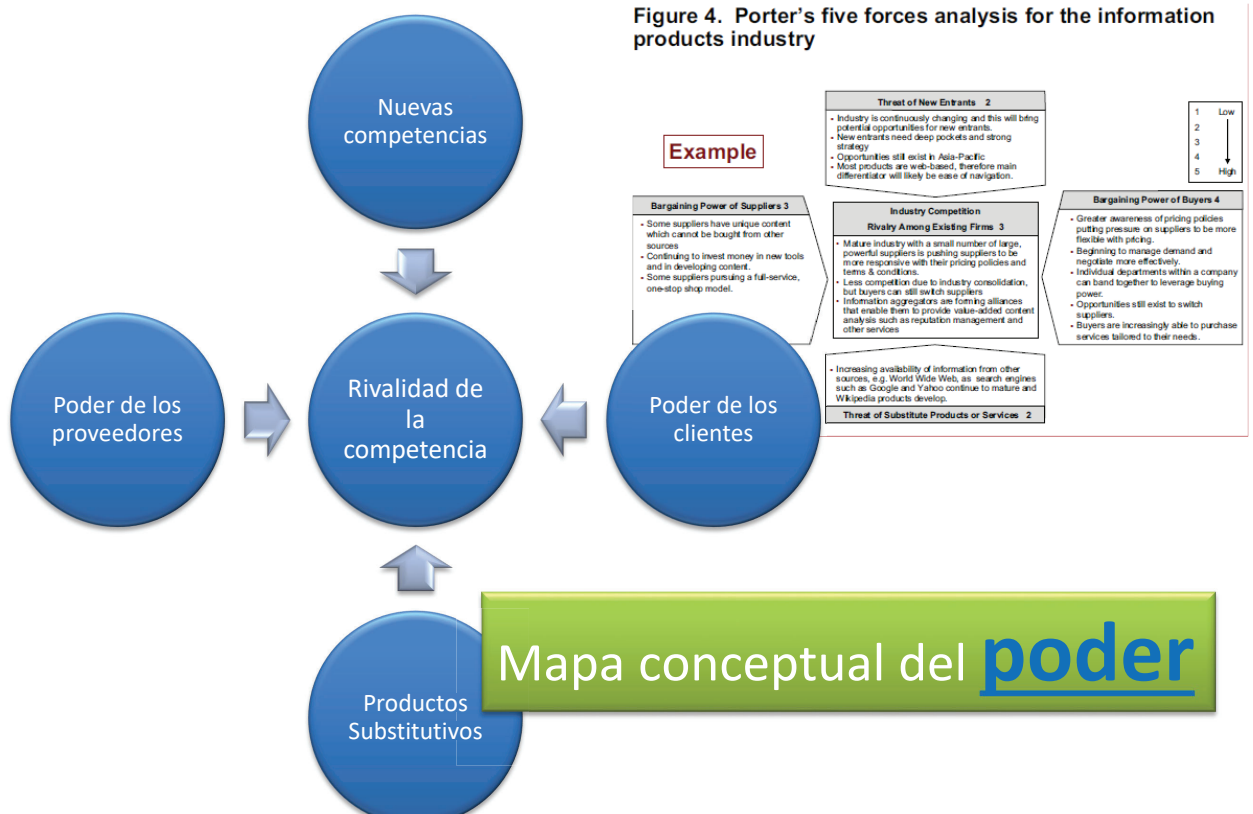 Figure 4. Porter's five forces analysis for the information
products industry
Nuevas
competencias
Example
Threat of New Entrants 2
• Industry is continuously changing and this will bring
potential opportunities for new entrants.
• New entrants need deep pockets and strong
strategy
• Opportunities still exist in Asia-Pacific
• Most products are web-based, therefore main
differentiator will likely be ease of navigation.
1 Low
2
3
4
5 High
Bargaining Power of Suppliers 3
• Some suppliers have unique content
which cannot be bought from other
sources
• Continuing to invest money in new tools
and in developing content.
• Some suppliers pursuing a full-service,
one-stop shop model.
Industry Competition
Rivalry Among Existing Firms 3
• Mature industry with a small number of large,
powerful suppliers is pushing suppliers to be
more responsive with their pricing policies and
terms & conditions.
• Less competition due to industry consolidation,
but buyers can still switch suppliers
• Information aggregators are forming alliances
that enable them to provide value-added content
analysis such as reputation management and
other services
Bargaining Power of Buyers 4
• Greater awareness of pricing policies
putting pressure on suppliers to be more
flexible with pricing.
• Beginning to manage demand and
negotiate more effectively.
• Individual departments within a company
can band together to leverage buying
power.
• Opportunities still exist to switch
suppliers.
• Buyers are increasingly able to purchase
services tailored to their needs.
• Increasing availability of information from other
sources, e.g. World Wide Web, as search engines
such as Google and Yahoo continue to mature and
Wikipedia products develop.
Threat of Substitute Products or Services 2
Poder de los
proveedores
Rivalidad de
la
competencia
Poder de los
clientes
Mapa conceptual del poder
Productos
Substitutivos